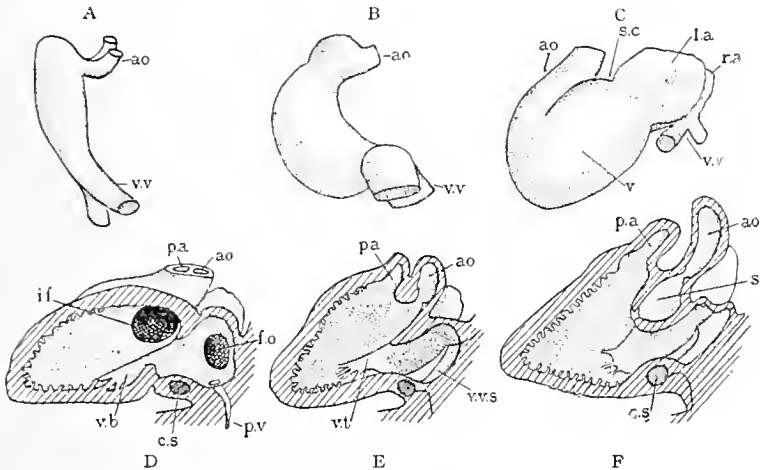 A
B
C
ao
v.v
ao
v.v
ao
s.c
l.a
r.a
v.v
v
p.a
ao
i.f
f.o
v.b
c.s
p.v
p.a
ao
v.t
v.v.s
p.a
ao
s
c.s
D
E
F